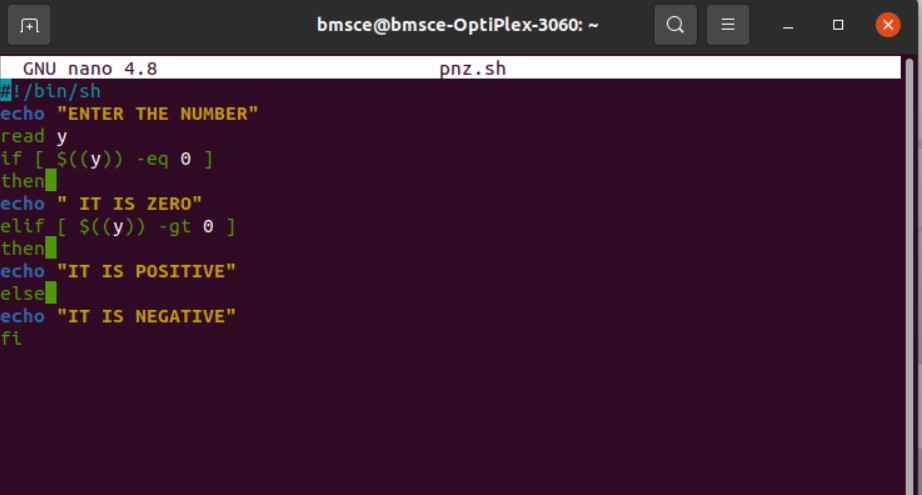 bmsce@bmsce-OptiPlex-3060: ~
GNU nano 4.8 pnz.sh
#!/bin/sh
echo "ENTER THE NUMBER"
read y
if [ $((y)) -eq 0 ]
then
echo " IT IS ZERO"
elif [ $((y)) -gt 0 ]
then
echo "IT IS POSITIVE"
else
echo "IT IS NEGATIVE"
fi